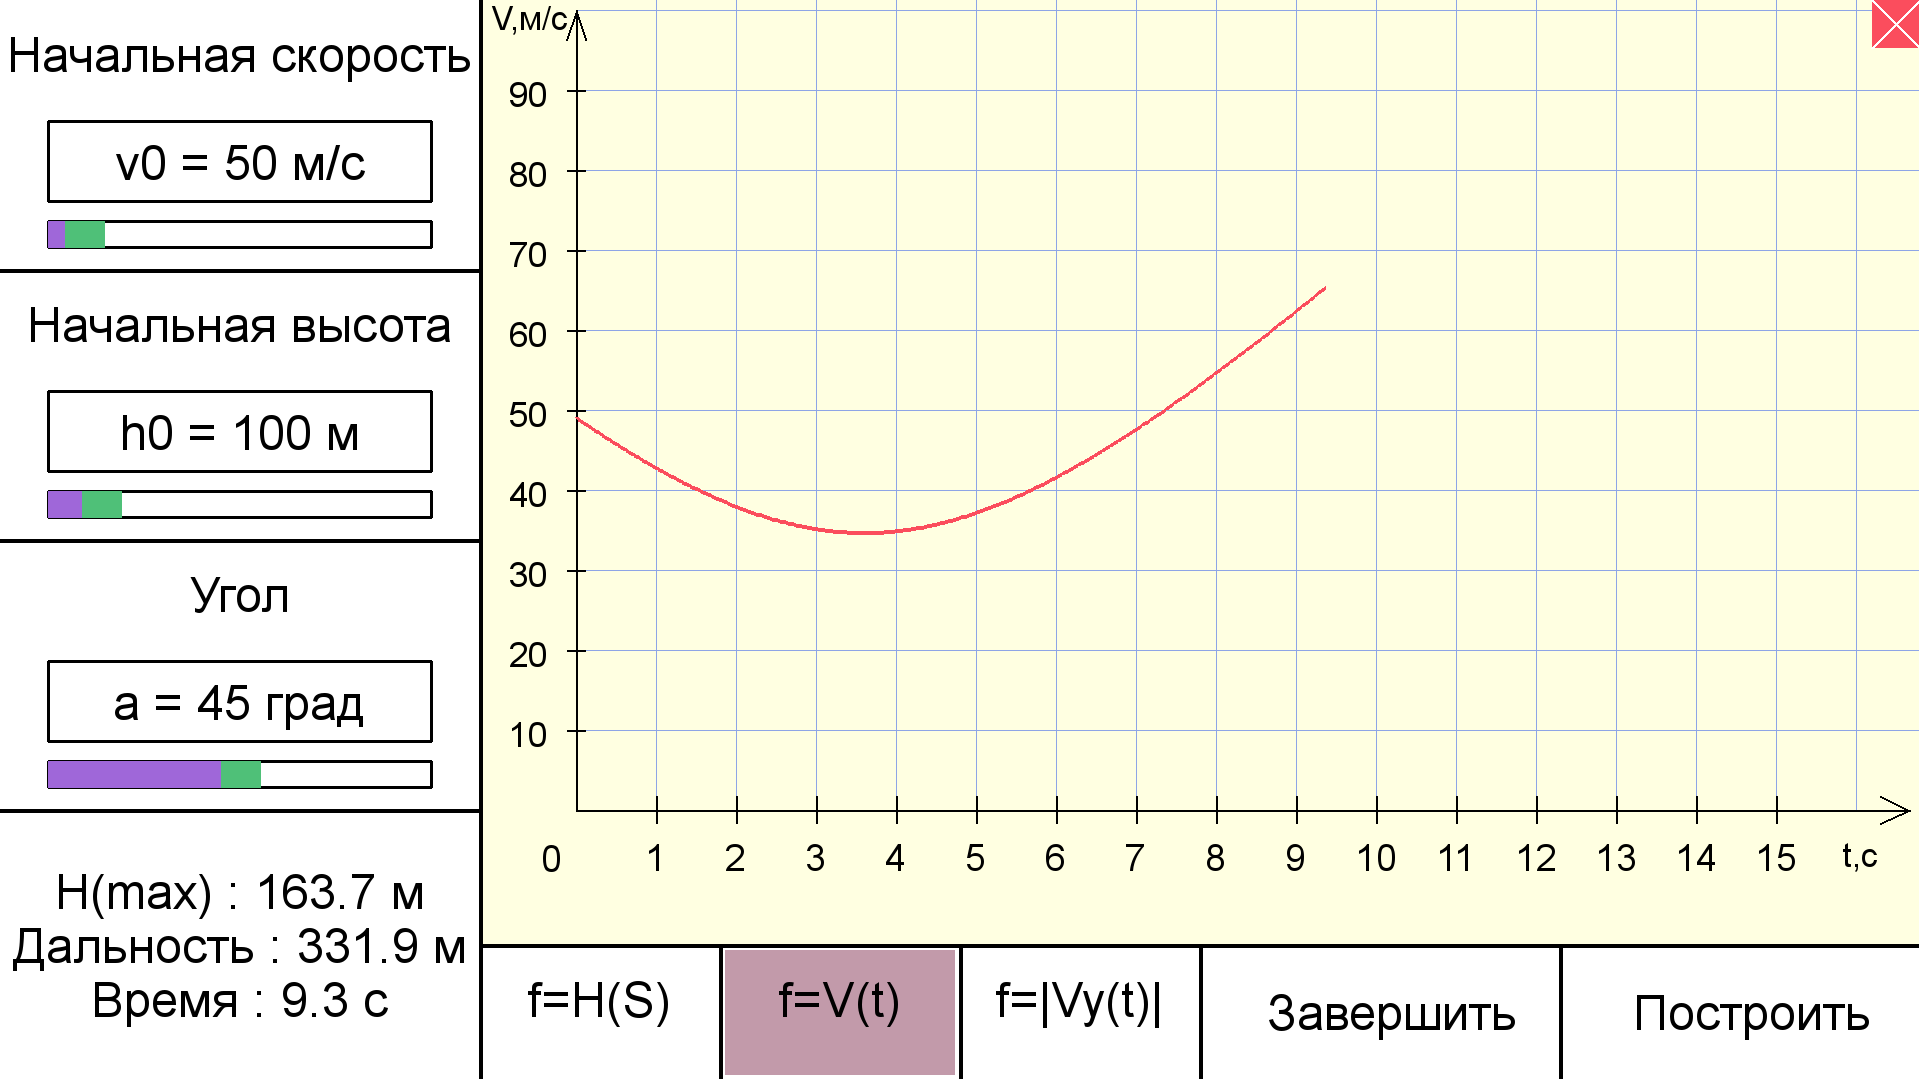 Начальная скорость
v0 = 50 м/с
Начальная высота
h0 = 100 м
Угол
a = 45 град
H(max) : 163.7 м
Дальность : 331.9 м
Время : 9.3 с
V,м/с
90
80
70
60
50
40
30
20
10
0 1 2 3 4 5 6 7 8 9 10 11 12 13 14 15 t,с
f=H(S) f=V(t) f=|Vy(t)| Завершить Построить